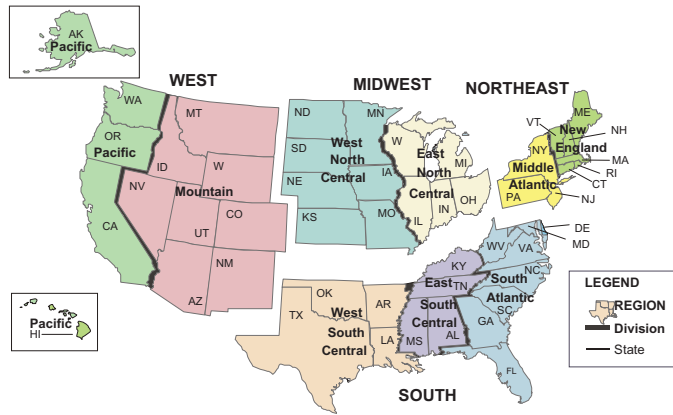 AK
Pacific
WEST
MIDWEST
NORTHEAST
WA
MT
ND
MN
ME
VT
NH
OR
Pacific
SD
West
North
Central
W
East
North
Central
MI
NY
New
England
MA
RI
CT
ID
W
Mountain
NV
NE
IA
Middle
Atlantic
PA
NJ
CA
UT
CO
KS
MO
IL
IN
OH
DE
MD
AZ
NM
WV
VA
KY
NC
TN
East
South
Central
South
Atlantic
SC
OK
AR
TX
West
South Central
LA
MS
AL
GA
FL
Pacific
HI
SOUTH
LEGEND
REGION
Division
State